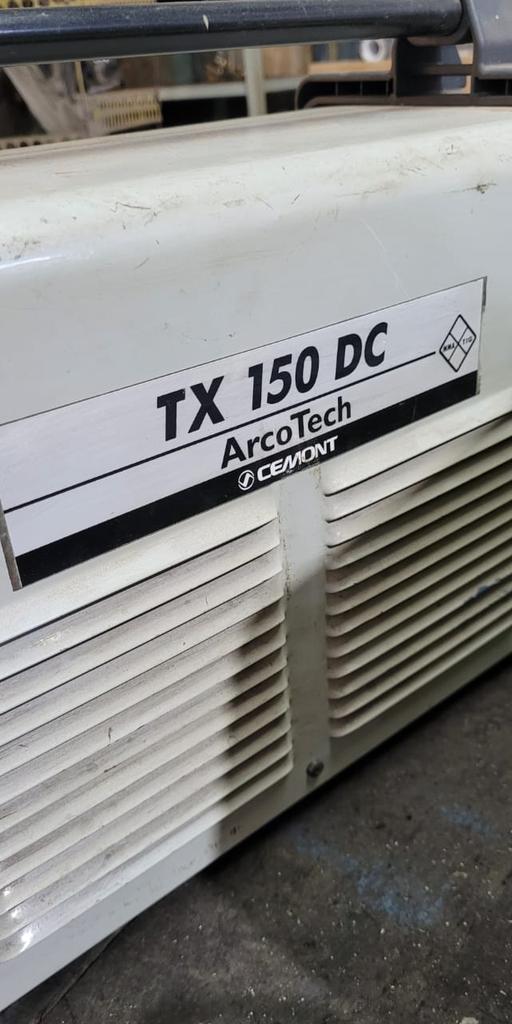 TX 150 DC
MMA TIG
ArcoTech
CEMONT